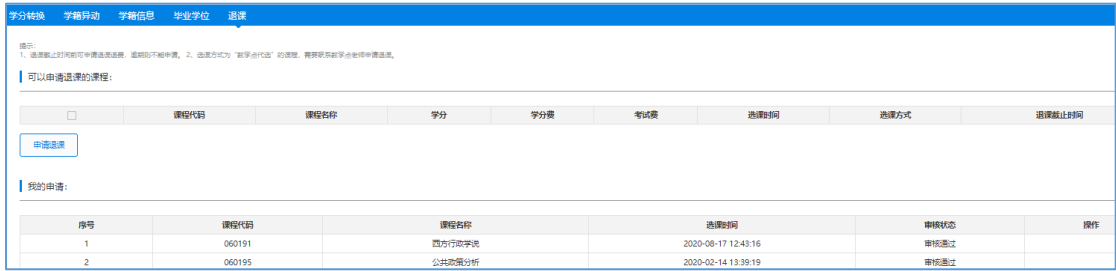 学分转换 学籍异动 学籍信息 毕业学位 退课
提示：
1、退课截止时间前可申请退课退费，逾期则不能申请。 2、选课方式为“教学点代选”的课程，需要联系教学点老师申请退课。
可以申请退课的课程：
课程代码 课程名称 学分 学分费 考试费 选课时间 选课方式 退课截止时间
申请退课
我的申请：
序号 课程代码 课程名称 选课时间 审核状态 操作
1 060191 西方行政学说 2020-08-17 12:43:16 审核通过
2 060195 公共政策分析 2020-02-14 13:39:19 审核通过